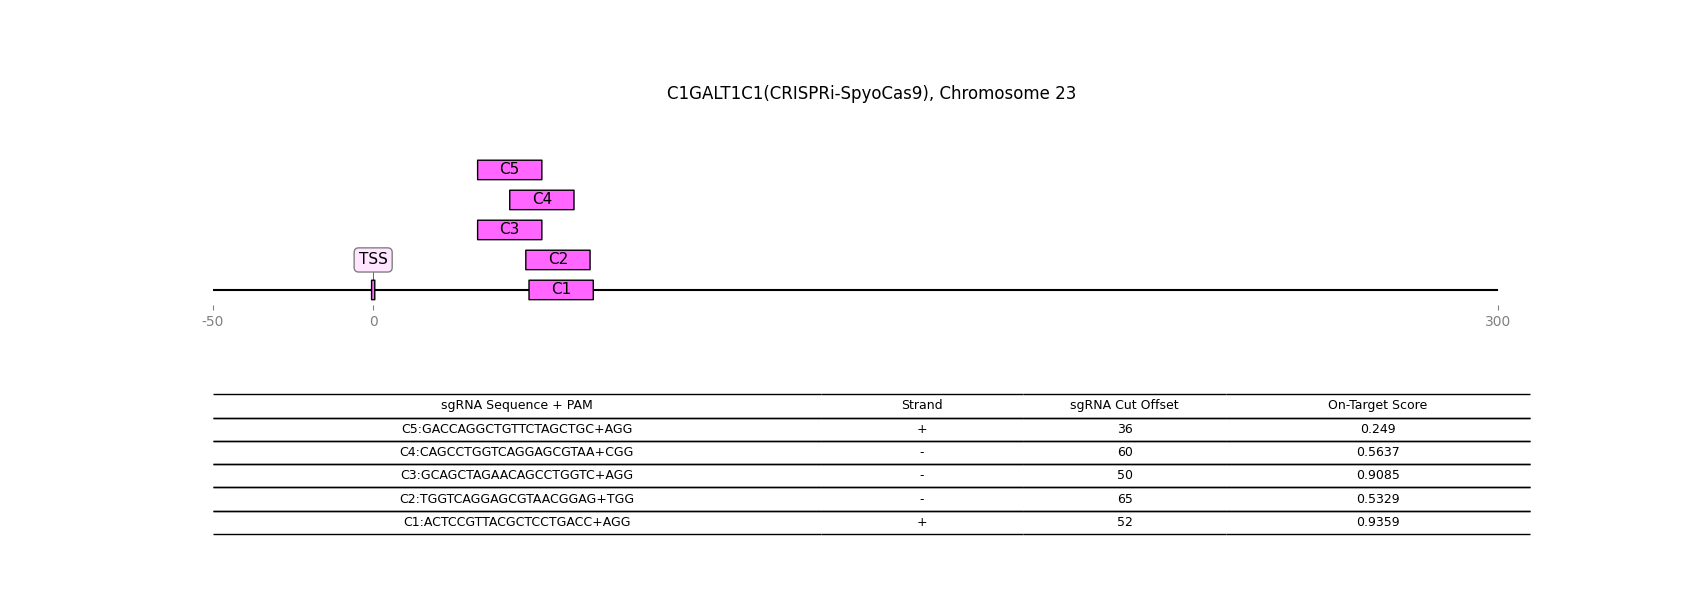 C1GALT1C1(CRISPRi-SpyoCas9), Chromosome 23
C5
C4
C3
TSS C2
C1
-50 0 300
sgRNA Sequence + PAM Strand sgRNA Cut Offset On-Target Score
C5:GACCAGGCTGTTCTAGCTGC+AGG + 36 0.249
C4:CAGCCTGGTCAGGAGCGTAA+CGG - 60 0.5637
C3:GCAGCTAGAACAGCCTGGTC+AGG - 50 0.9085
C2:TGGTCAGGAGCGTAACGGAG+TGG - 65 0.5329
C1:ACTCCGTTACGCTCCTGACC+AGG + 52 0.9359